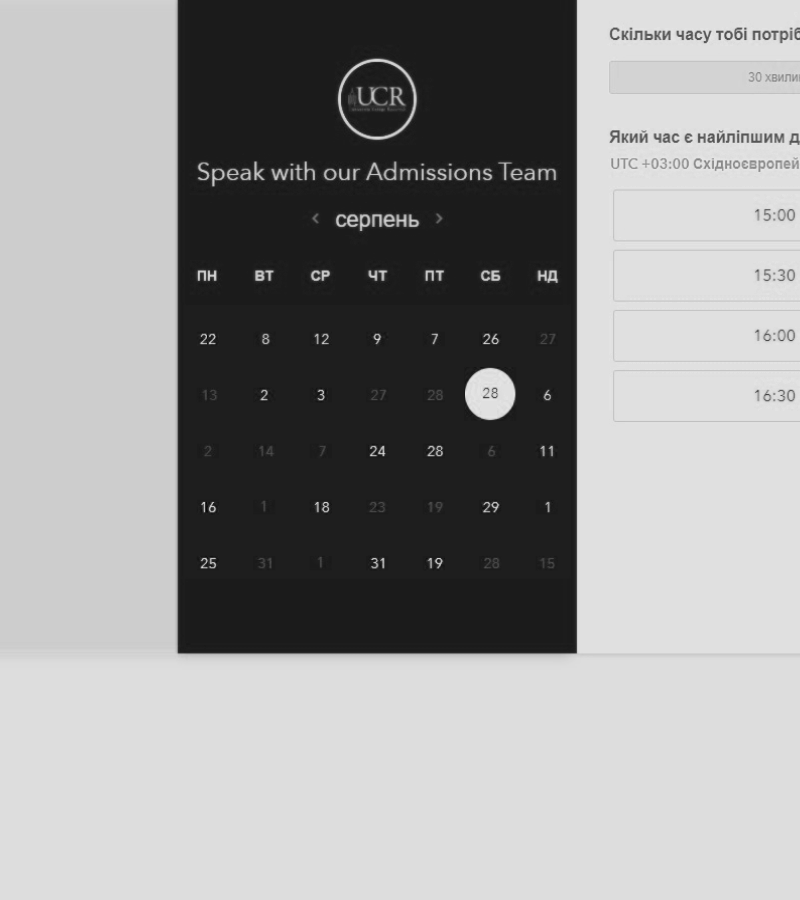 UCR
Speak with our Admissions Team
< серпень >
ПН ВТ СР ЧТ ПТ СБ НД
22 8 12 9 7 26 27
13 2 3 27 28 28 6
2 14 7 24 28 6 11
16 1 18 23 19 29 1
25 31 1 31 19 28 15
Скільки часу тобі
30
Який час є найліпшим
UTC +03:00
15:00
15:30
16:00
16:30